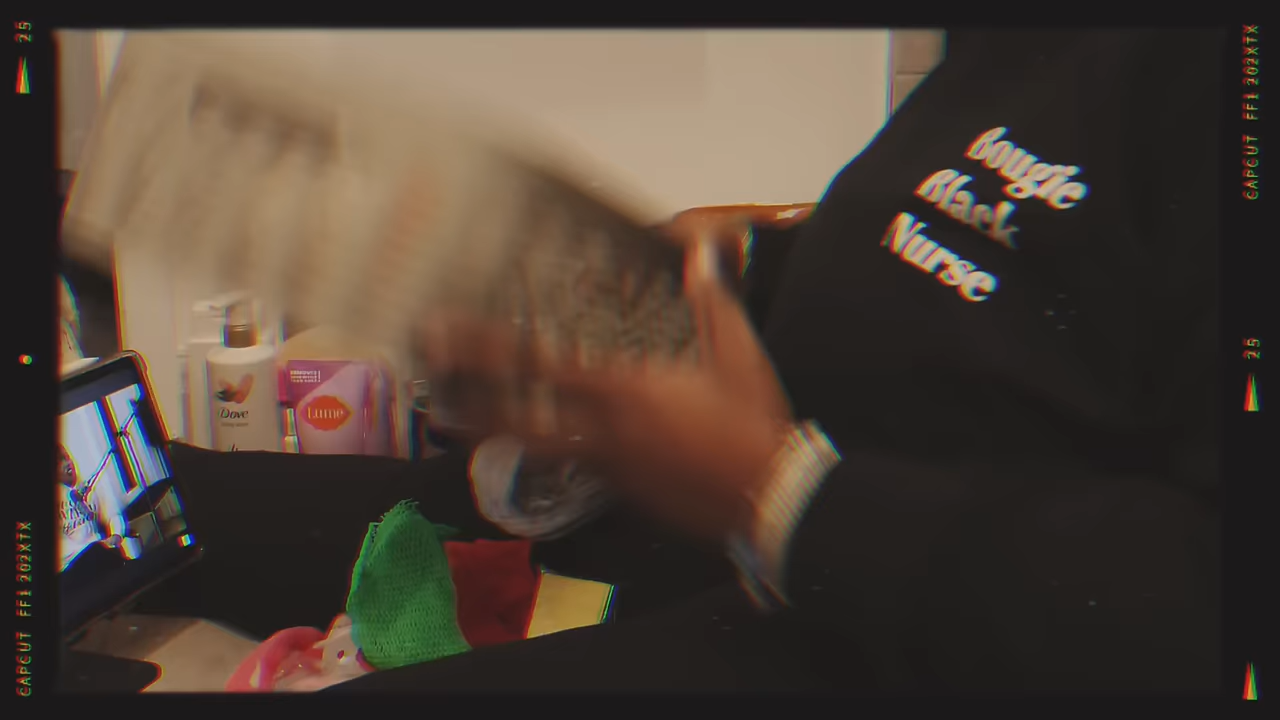 25
CAPCUT FF1 202XTX
CAPCUT FF1 202XTX
25
Bougie
Black
Nurse
Dove
Lume